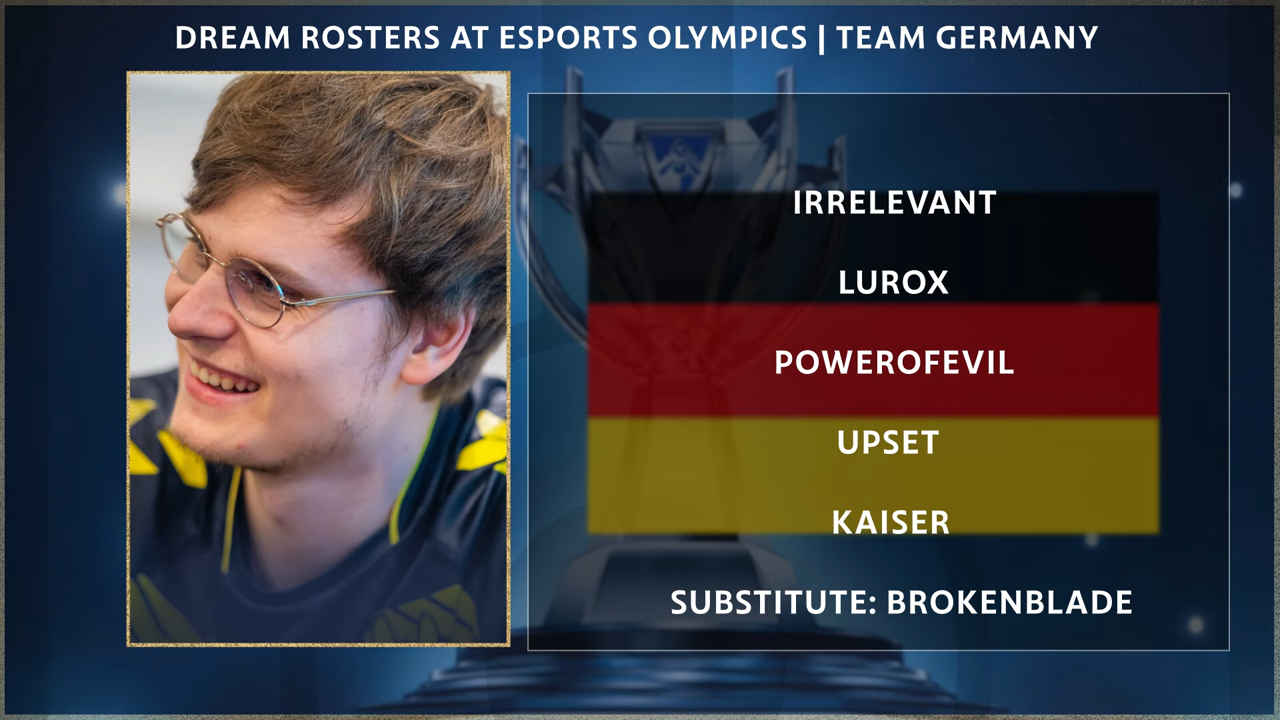 DREAM ROSTERS AT ESPORTS OLYMPICS | TEAM GERMANY
IRRELEVANT
LUROX
POWEROFEVIL
UPSET
KAISER
SUBSTITUTE: BROKENBLADE